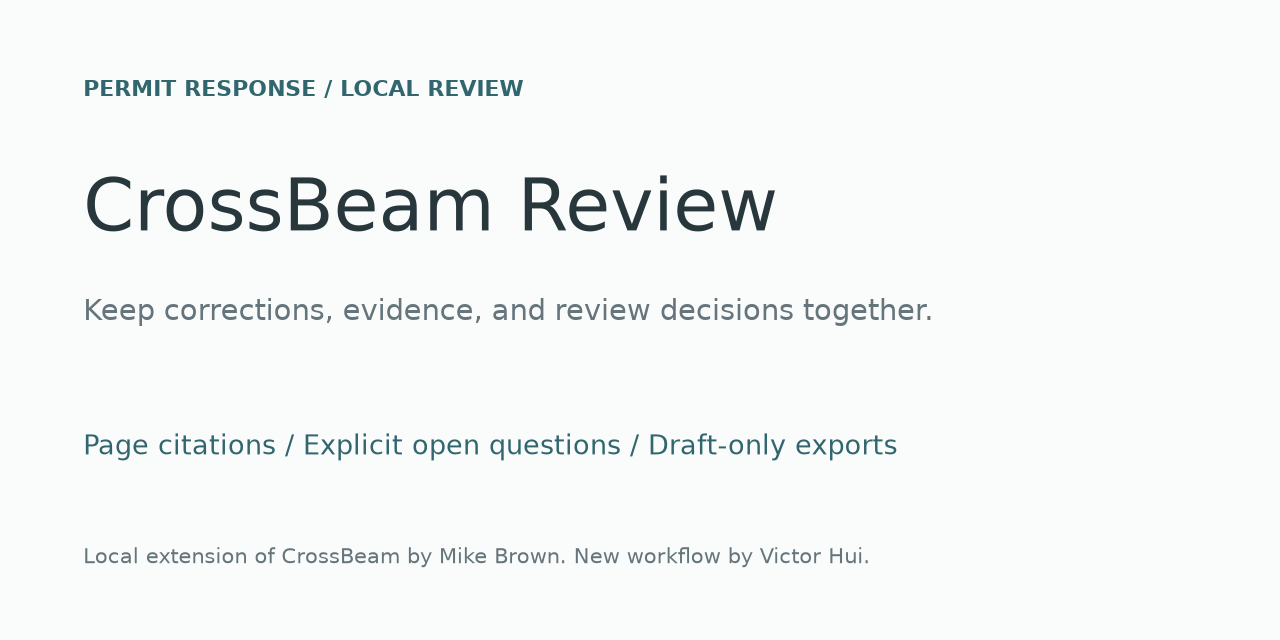 PERMIT RESPONSE / LOCAL REVIEW
CrossBeam Review
Keep corrections, evidence, and review decisions together.
Page citations / Explicit open questions / Draft-only exports
Local extension of CrossBeam by Mike Brown. New workflow by Victor Hui.